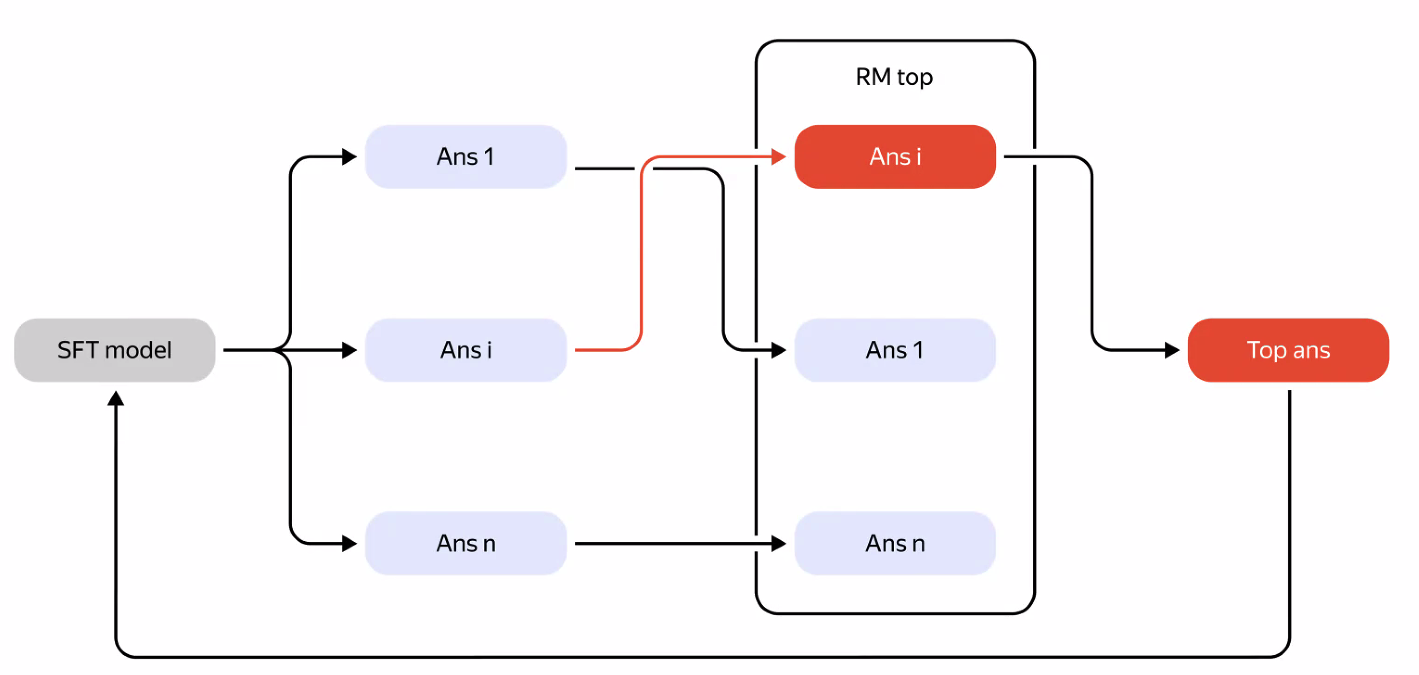 RM top
Ans 1
Ans i
SFT model
Ans i
Ans 1
Top ans
Ans n
Ans n